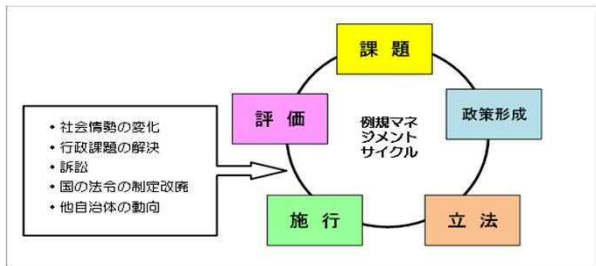 課 題
評 価
例規マネ
ジメント
サイクル
政策形成
・社会情勢の変化
・行政課題の解決
・訴訟
・国の法令の制定改廃
・他自治体の動向
施 行
立 法